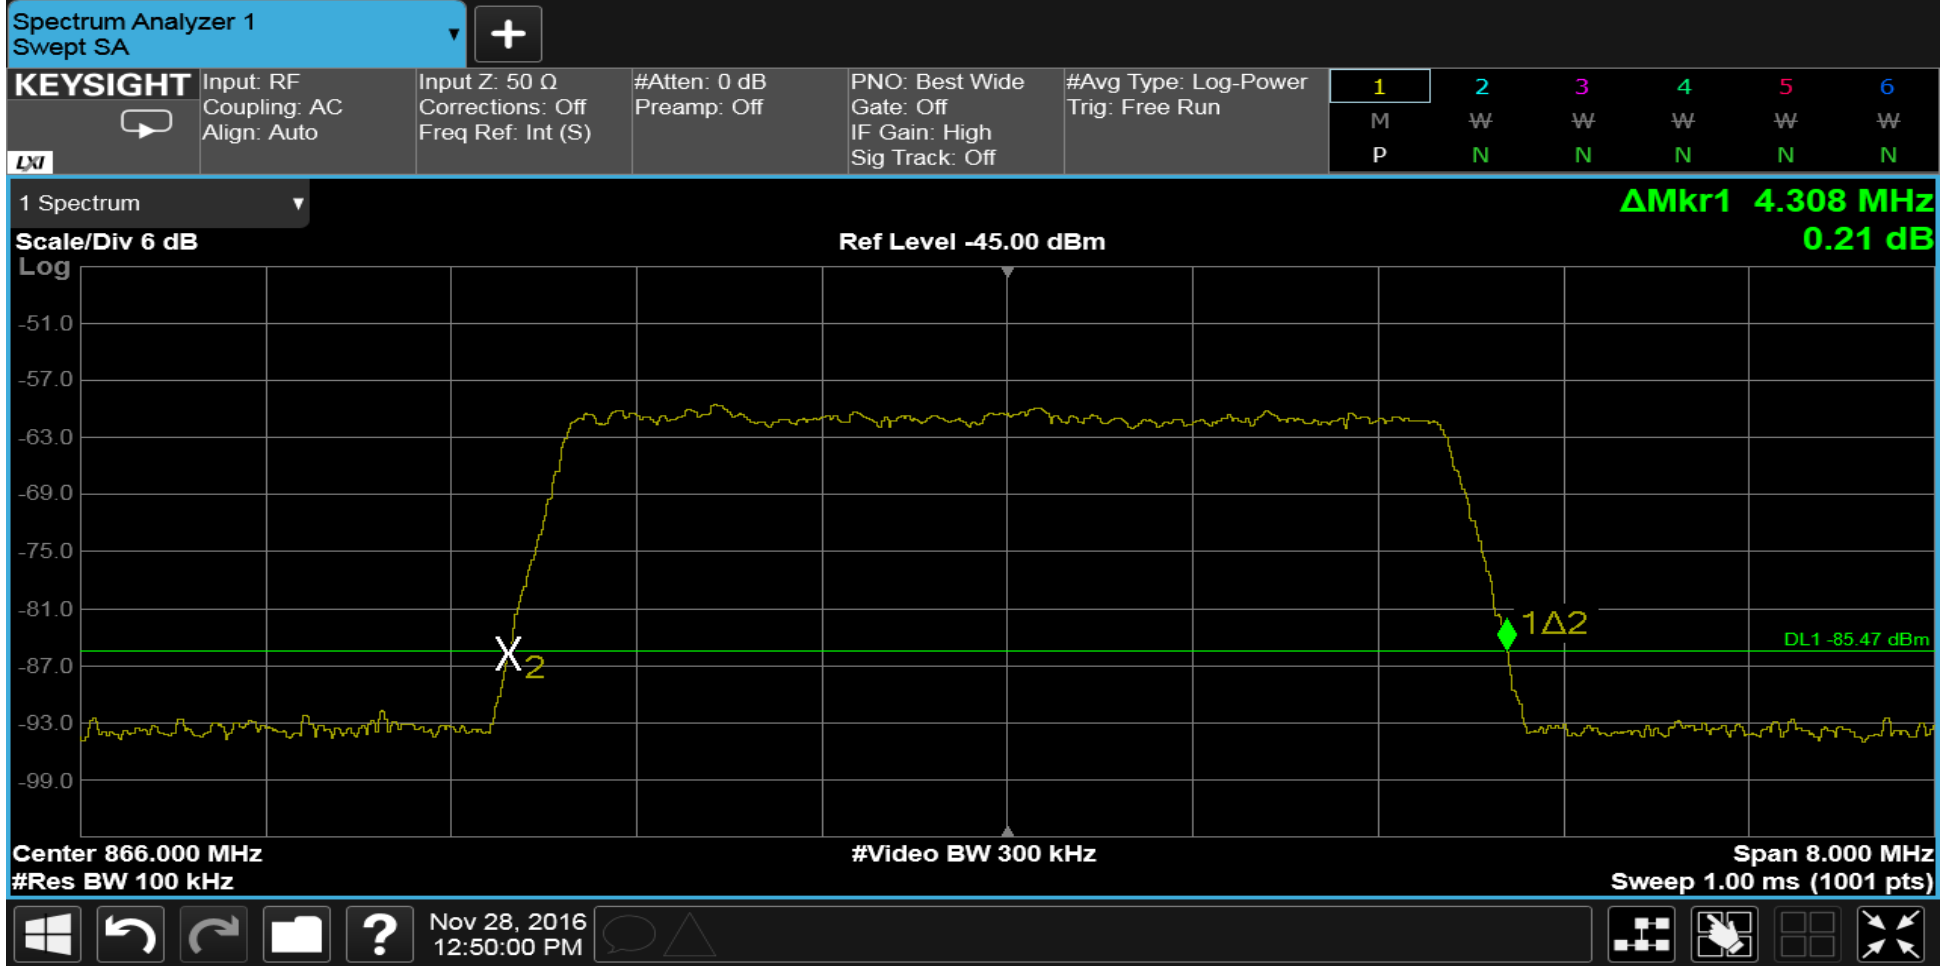 Spectrum Analyzer 1
Swept SA
KEYSIGHT
LXI
Input: RF
Coupling: AC
Align: Auto
Input Z: 50 Ω
Corrections: Off
Freq Ref: Int (S)
#Atten: 0 dB
Preamp: Off
PNO: Best Wide
Gate: Off
IF Gain: High
Sig Track: Off
#Avg Type: Log-Power
Trig: Free Run
1 2 3 4 5 6
M W W W W W
P N N N N N
1 Spectrum
ΔMkr1 4.308 MHz
0.21 dB
Scale/Div 6 dB
Ref Level -45.00 dBm
Log
-51.0
-57.0
-63.0
-69.0
-75.0
-81.0
1Δ2
DL1 -85.47 dBm
X2
-87.0
-93.0
-99.0
Center 866.000 MHz
#Video BW 300 kHz
Span 8.000 MHz
#Res BW 100 kHz
Sweep 1.00 ms (1001 pts)
?
Nov 28, 2016
12:50:00 PM